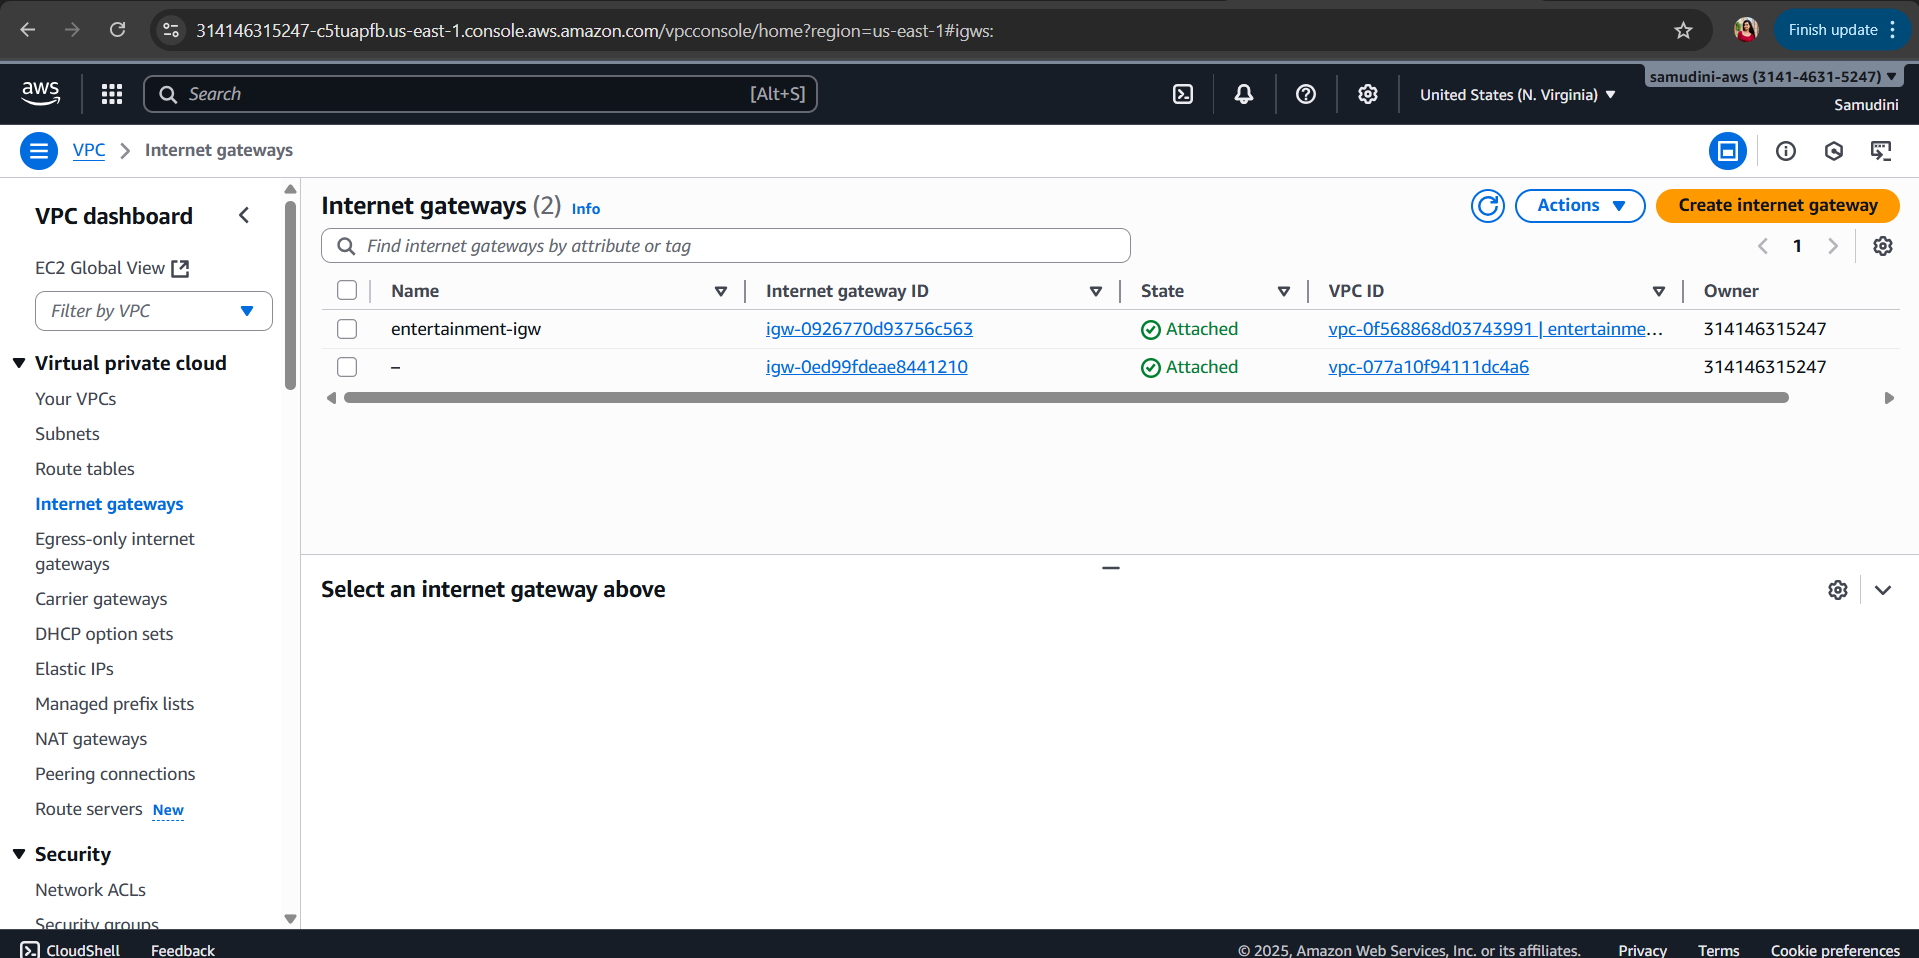 314146315247-c5tuapfb.us-east-1.console.aws.amazon.com/vpcconsole/home?region=us-east-1#igws:
Finish update
aws
Search
[Alt+S]
United States (N. Virginia)
samudini-aws (3141-4631-5247)
Samudini
VPC
Internet gateways
VPC dashboard
EC2 Global View
Filter by VPC
Virtual private cloud
Your VPCs
Subnets
Route tables
Internet gateways
Egress-only internet
gateways
Carrier gateways
DHCP option sets
Elastic IPs
Managed prefix lists
NAT gateways
Peering connections
Route servers New
Security
Network ACLs
Security groups
Internet gateways (2) Info
Actions
Create internet gateway
Find internet gateways by attribute or tag
1
Name Internet gateway ID State VPC ID Owner
entertainment-igw igw-0926770d93756c563 Attached vpc-0f568868d03743991 | entertainme... 314146315247
– igw-0ed99fdeae8441210 Attached vpc-077a10f94111dc4a6 314146315247
Select an internet gateway above
CloudShell Feedback © 2025, Amazon Web Services, Inc. or its affiliates. Privacy Terms Cookie preferences